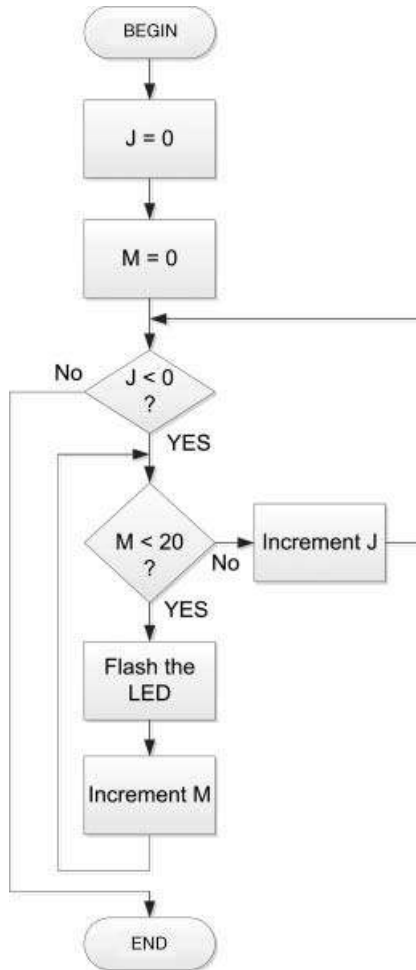 BEGIN
J = 0
M = 0
J < 0
?
No
YES
M < 20
?
No
Increment J
YES
Flash the
LED
Increment M
END